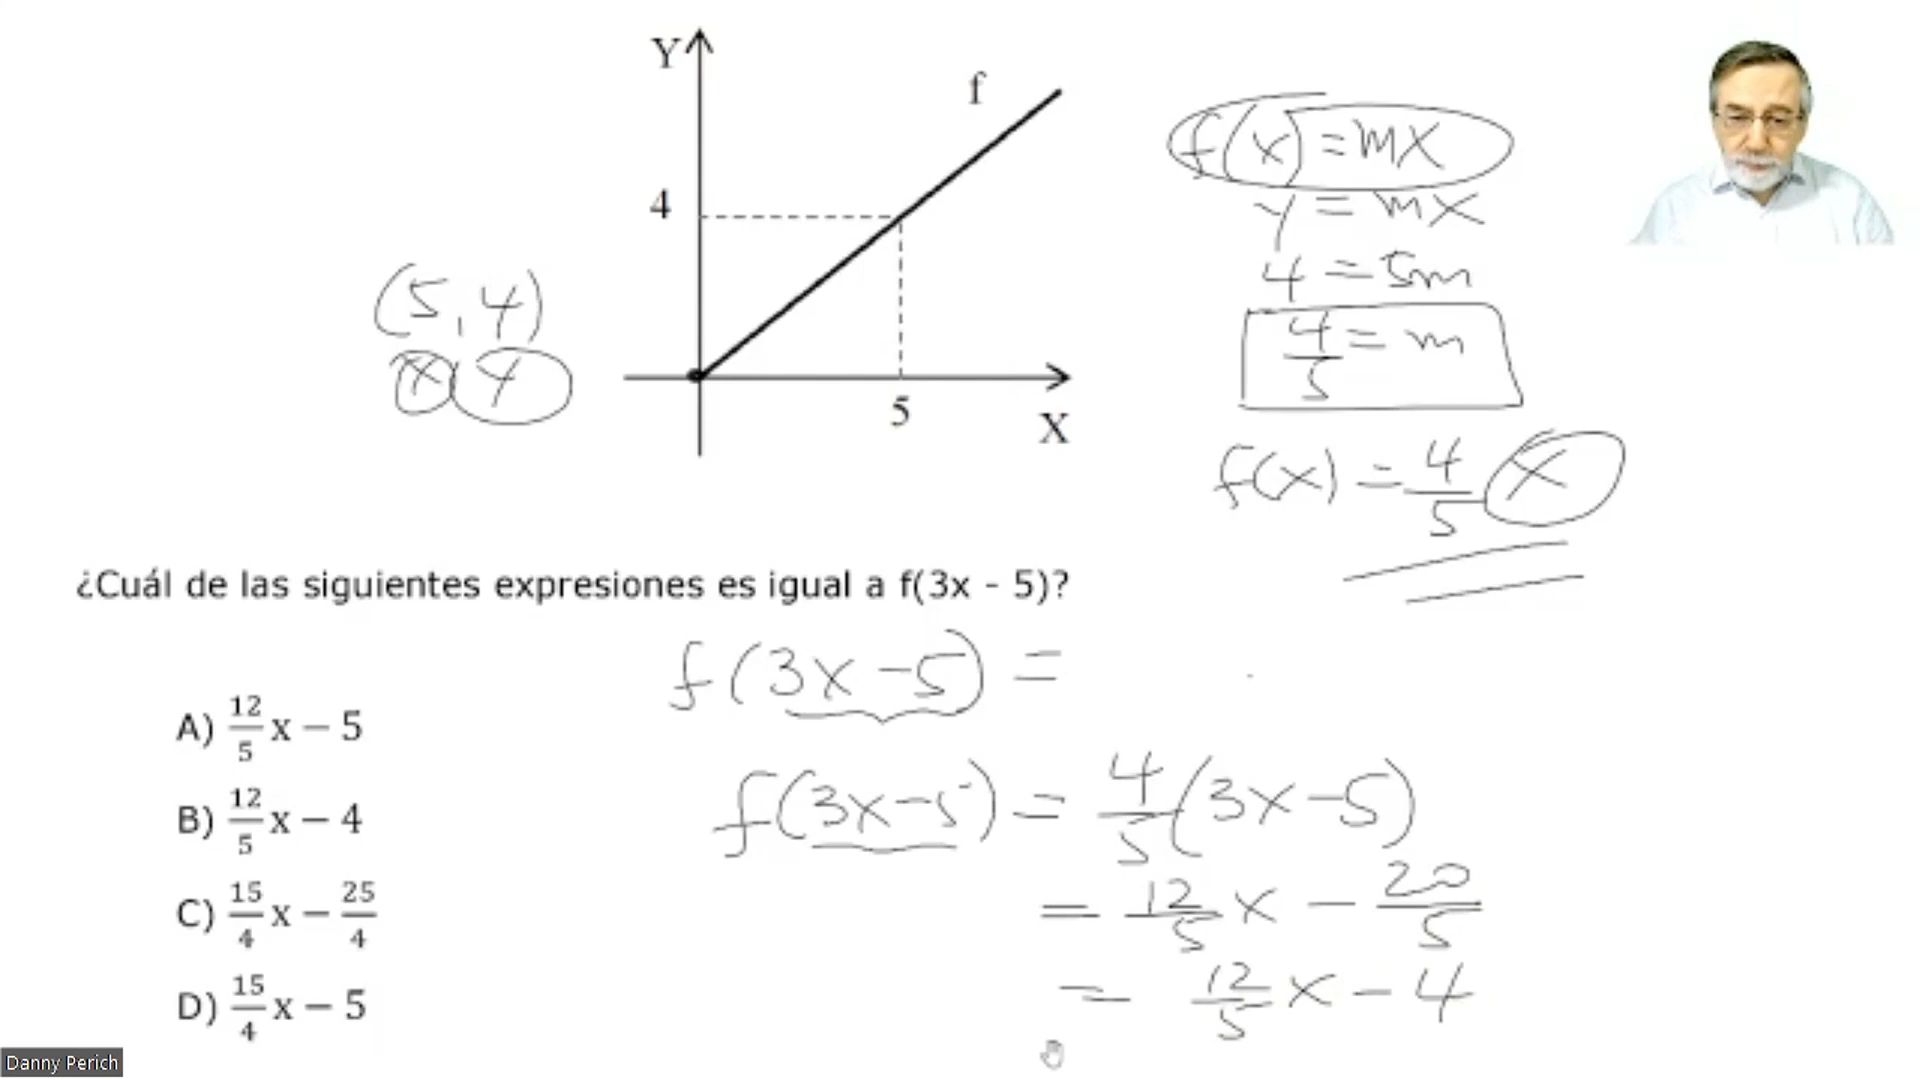 Y
f
4
5
X
(5,4)
x y
f(x) = mx
y = mx
4 = 5m
4/5 = m
f(x) = 4/5 x
¿Cuál de las siguientes expresiones es igual a f(3x - 5)?
f(3x-5) =
f(3x-5) = 4/5 (3x-5)
= 12/5 x - 20/5
= 12/5 x - 4
A) 12/5 x – 5
B) 12/5 x – 4
C) 15/4 x – 25/4
D) 15/4 x – 5
Danny Perich